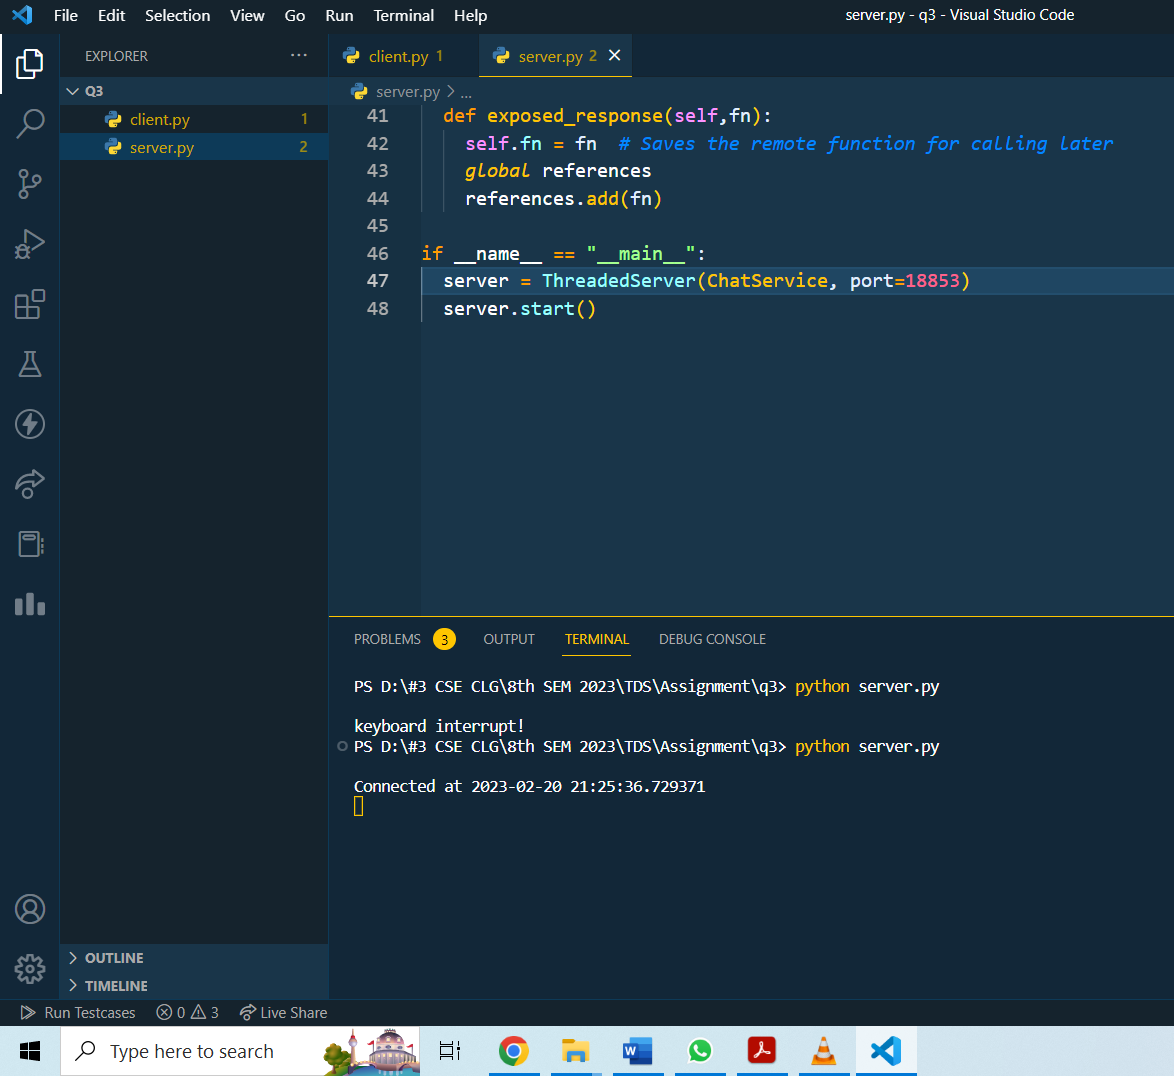 File Edit Selection View Go Run Terminal Help
server.py - q3 - Visual Studio Code
EXPLORER ...
Q3
client.py 1
server.py 2
client.py 1
server.py 2
server.py > ...
41 def exposed_response(self,fn):
42 self.fn = fn # Saves the remote function for calling later
43 global references
44 references.add(fn)
45
46 if __name__ == "__main__":
47 server = ThreadedServer(ChatService, port=18853)
48 server.start()
PROBLEMS 3 OUTPUT TERMINAL DEBUG CONSOLE
PS D:\#3 CSE CLG\8th SEM 2023\TDS\Assignment\q3> python server.py
keyboard interrupt!
PS D:\#3 CSE CLG\8th SEM 2023\TDS\Assignment\q3> python server.py
Connected at 2023-02-20 21:25:36.729371
OUTLINE
TIMELINE
Run Testcases 0 3 Live Share
Type here to search